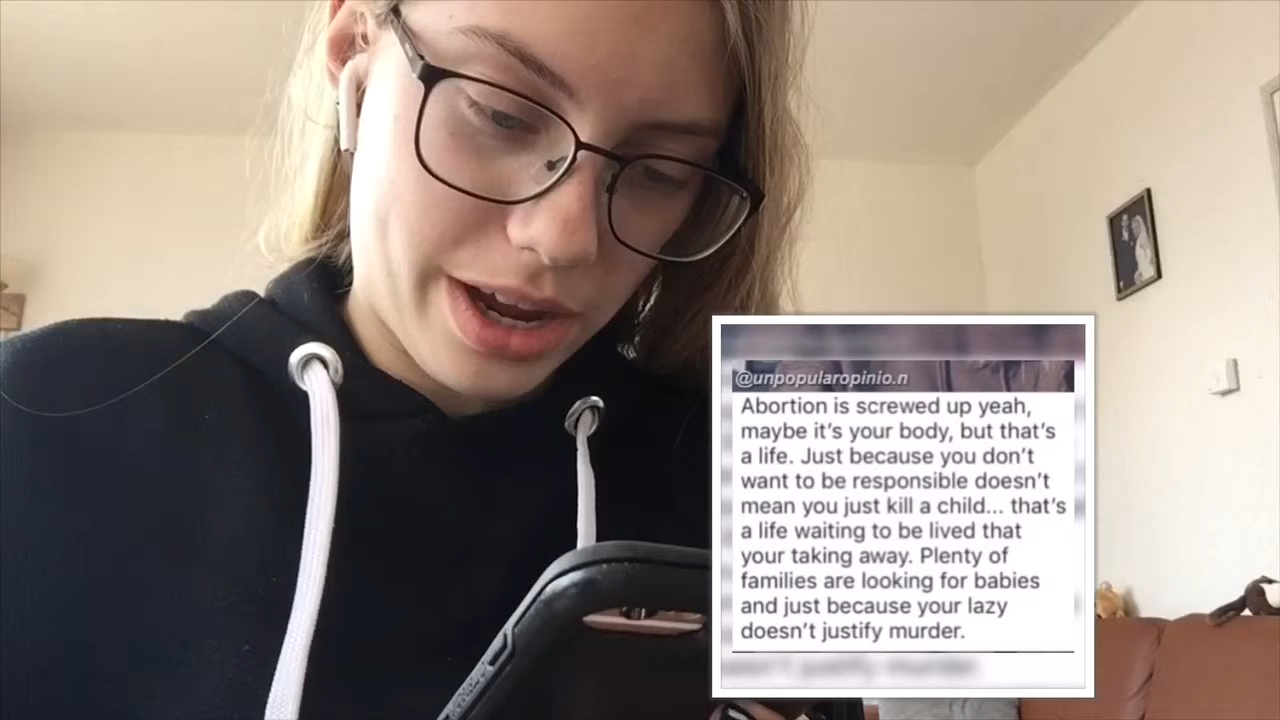 @unpopularopinio.n
Abortion is screwed up yeah,
maybe it's your body, but that's
a life. Just because you don't
want to be responsible doesn't
mean you just kill a child... that's
a life waiting to be lived that
your taking away. Plenty of
families are looking for babies
and just because your lazy
doesn't justify murder.